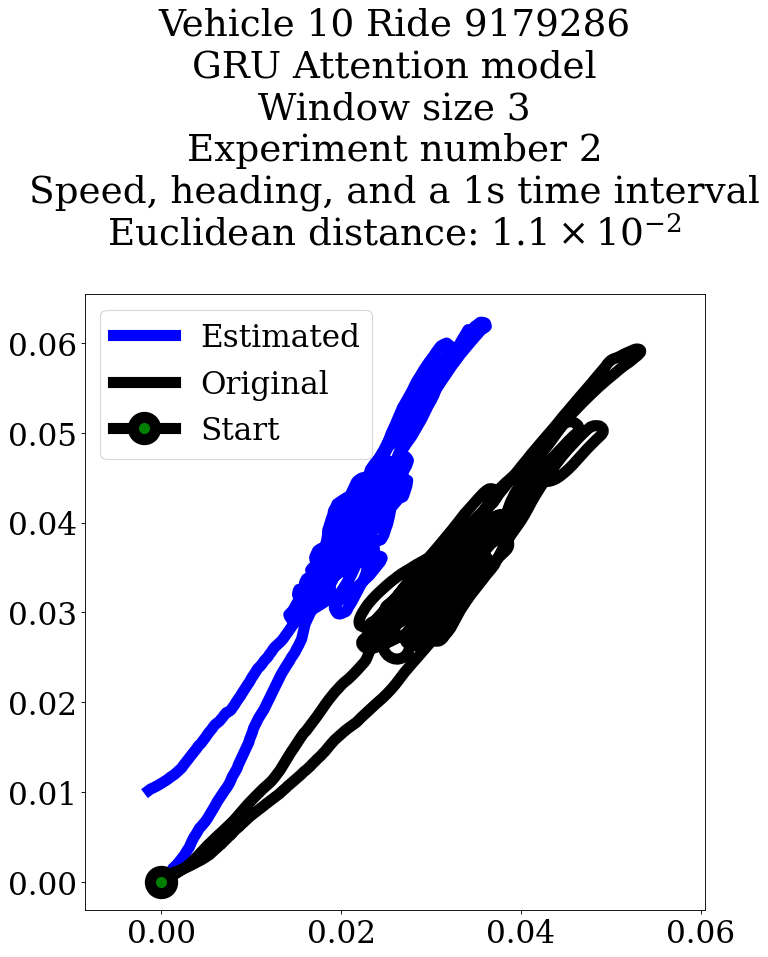 Vehicle 10 Ride 9179286
GRU Attention model
Window size 3
Experiment number 2
Speed, heading, and a 1s time interval
Euclidean distance: 1.1 × 10⁻²
Estimated
Original
Start
0.06
0.05
0.04
0.03
0.02
0.01
0.00
0.00 0.02 0.04 0.06